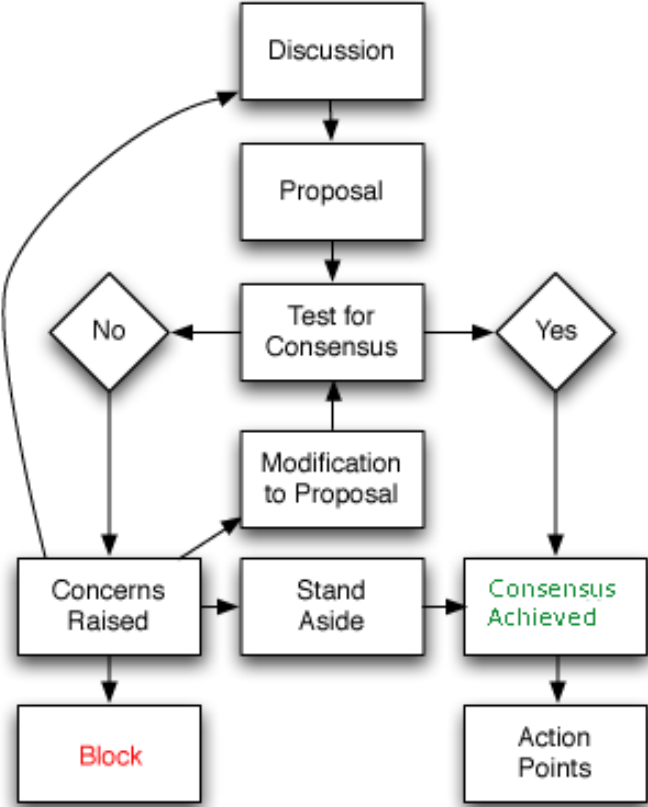 Discussion
Proposal
No
Test for
Consensus
Yes
Modification
to Proposal
Concerns
Raised
Stand
Aside
Consensus
Achieved
Block
Action
Points